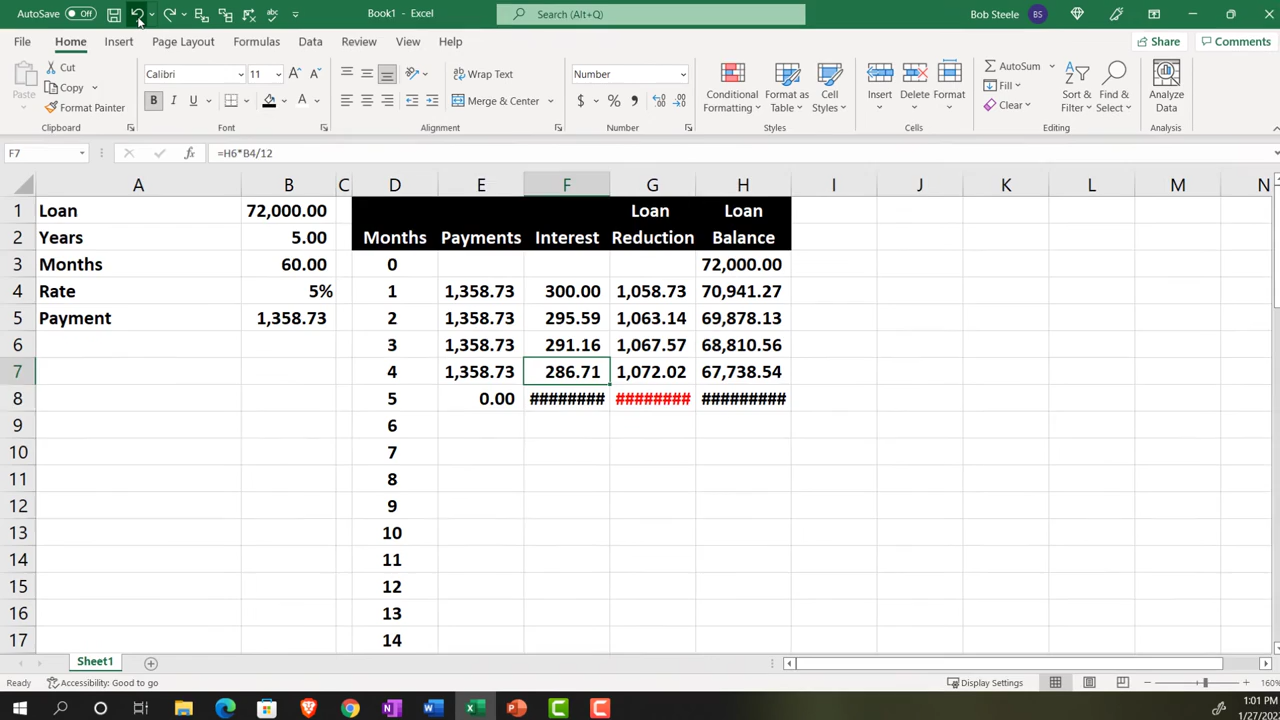 AutoSave Off Book1 - Excel Search (Alt+Q) Bob Steele BS
File Home Insert Page Layout Formulas Data Review View Help Share Comments
Paste Cut Copy Format Painter
Calibri 11 B I U A A
Wrap Text Merge & Center
Number $ % 9
Conditional Formatting Format as Table Cell Styles
Insert Delete Format
AutoSum Fill Clear Sort & Filter Find & Select
Analyze Data
Clipboard Font Alignment Number Styles Cells Editing Analysis
F7 fx =H6*B4/12
A B C D E F G H I J K L M N
1 Loan 72,000.00 Loan Loan
2 Years 5.00 Months Payments Interest Reduction Balance
3 Months 60.00 0 72,000.00
4 Rate 5% 1 1,358.73 300.00 1,058.73 70,941.27
5 Payment 1,358.73 2 1,358.73 295.59 1,063.14 69,878.13
6 3 1,358.73 291.16 1,067.57 68,810.56
7 4 1,358.73 286.71 1,072.02 67,738.54
8 5 0.00 ######## ######## #########
9 6
10 7
11 8
12 9
13 10
14 11
15 12
16 13
17 14
Sheet1
Ready Accessibility: Good to go Display Settings 160%
1:01 PM